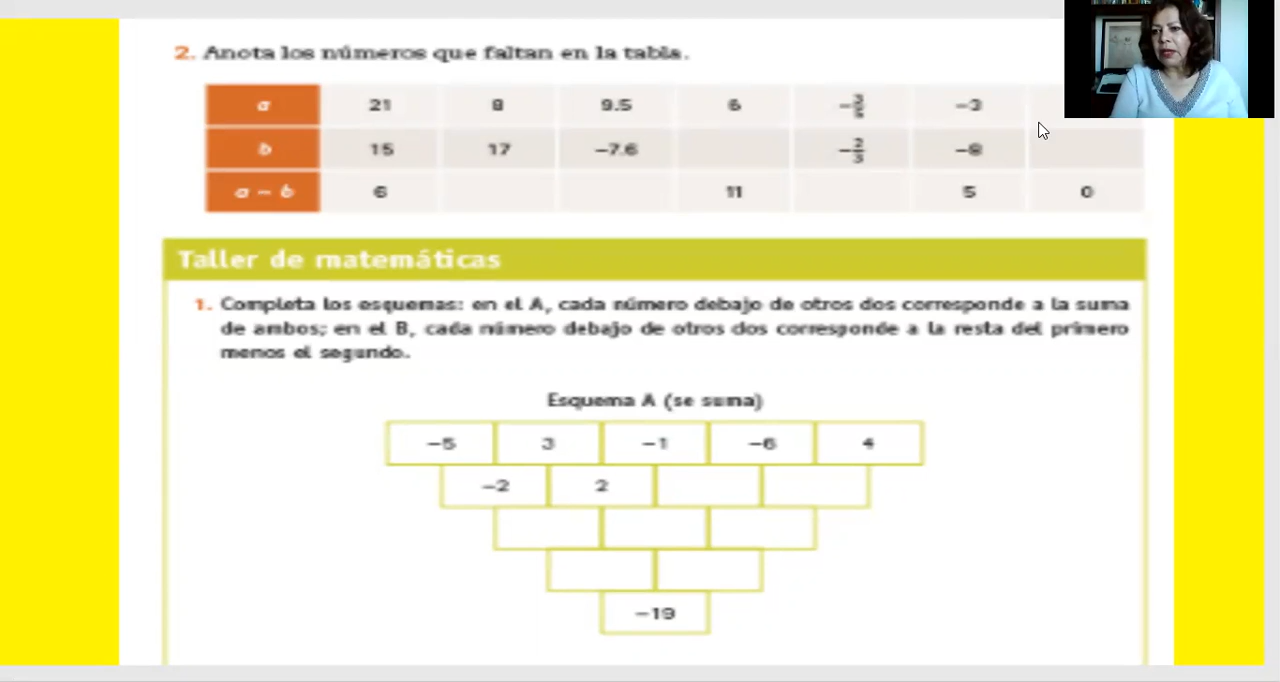 2. Anota los números que faltan en la tabla.
a 21 8 9.5 6 -3
b 15 17 -7.6 -2/3 -8
a - b 6 11 5 0
Taller de matemáticas
1. Completa los esquemas: en el A, cada número debajo de otros dos corresponde a la suma
de ambos; en el B, cada número debajo de otros dos corresponde a la resta del primero
menos el segundo.
Esquema A (se suma)
-5 3 -1 -6 4
-2 2
-19